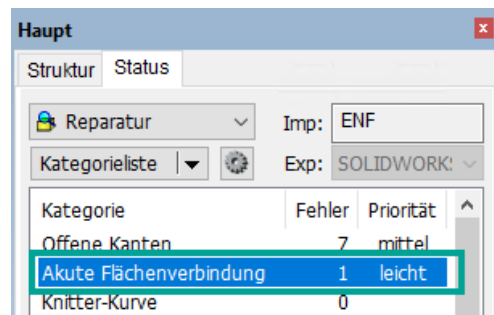 Haupt
Struktur Status
Reparatur Imp: ENF
Kategorieliste Exp: SOLIDWORKS
Kategorie Fehler Priorität
Offene Kanten 7 mittel
Akute Flächenverbindung 1 leicht
Knitter-Kurve 0